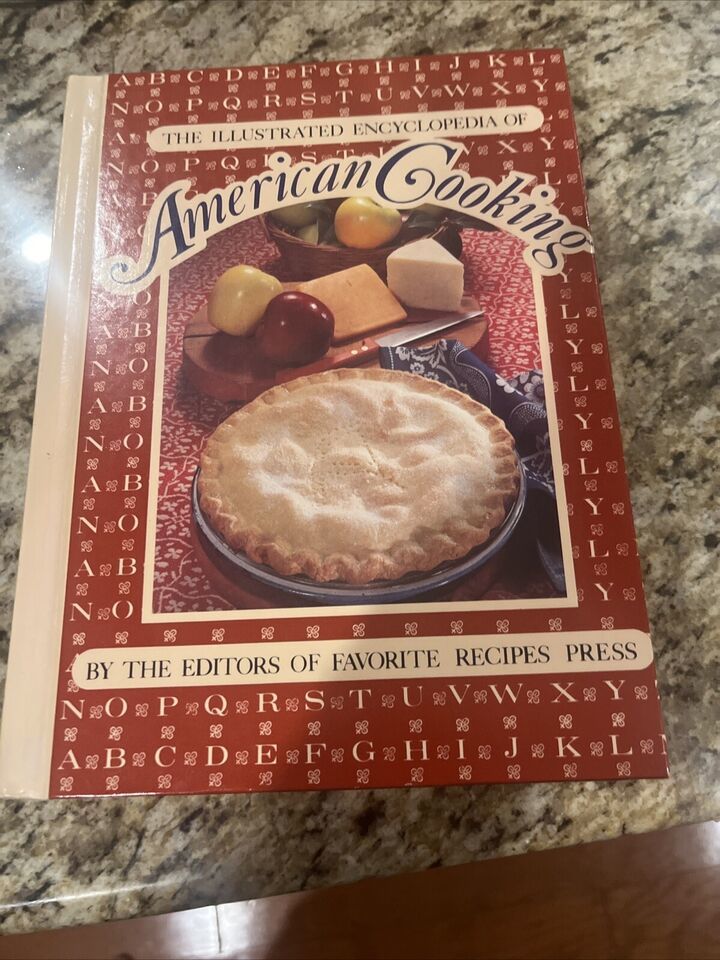 A B C D E F G H I J K L
N O P Q R S T U V W X Y
THE ILLUSTRATED ENCYCLOPEDIA OF
American Cooking
Y
L
Y
B L
N O Y
A B L
N O Y
A B L
N O Y
A B L
N O Y
BY THE EDITORS OF FAVORITE RECIPES PRESS
N O P Q R S T U V W X Y
A B C D E F G H I J K L